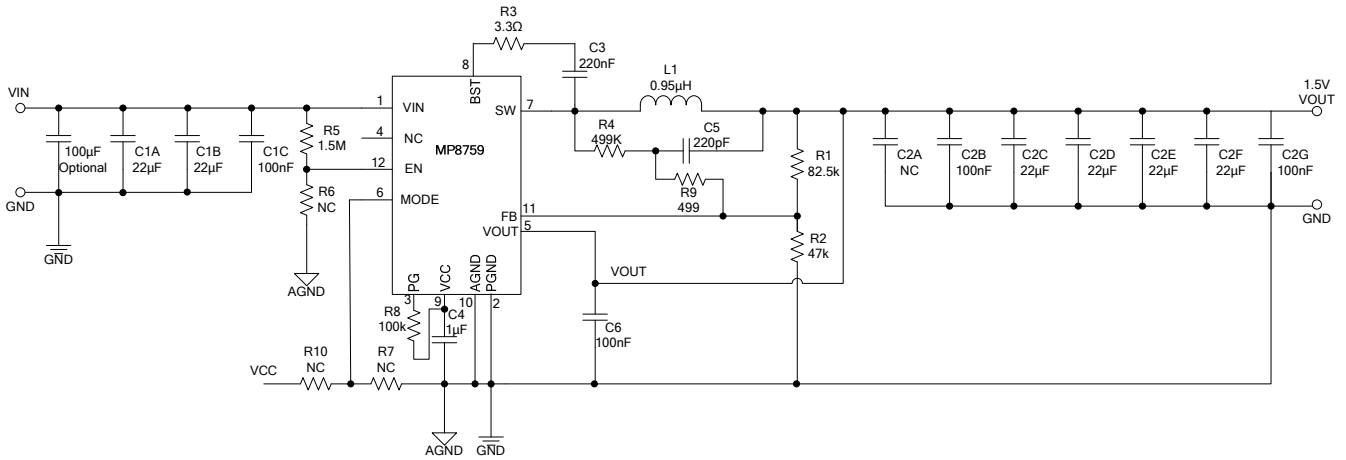 R3
3.3Ω
C3
220nF
8
BST
L1
0.95µH
VIN
1
VIN
SW
7
1.5V
VOUT
R5
1.5M
4
NC
MP8759
R4
499K
C5
220pF
R1
82.5k
100µF
Optional
C1A
22µF
C1B
22µF
C1C
100nF
C2A
NC
C2B
100nF
C2C
22µF
C2D
22µF
C2E
22µF
C2F
22µF
C2G
100nF
12
EN
R9
499
GND
R6
NC
6
MODE
FB
11
VOUT
5
GND
R2
47k
GND
VOUT
AGND
PG
VCC
AGND
PGND
3
9
10
2
R8
100k
C4
1µF
C6
100nF
R10
NC
R7
NC
VCC
AGND
GND